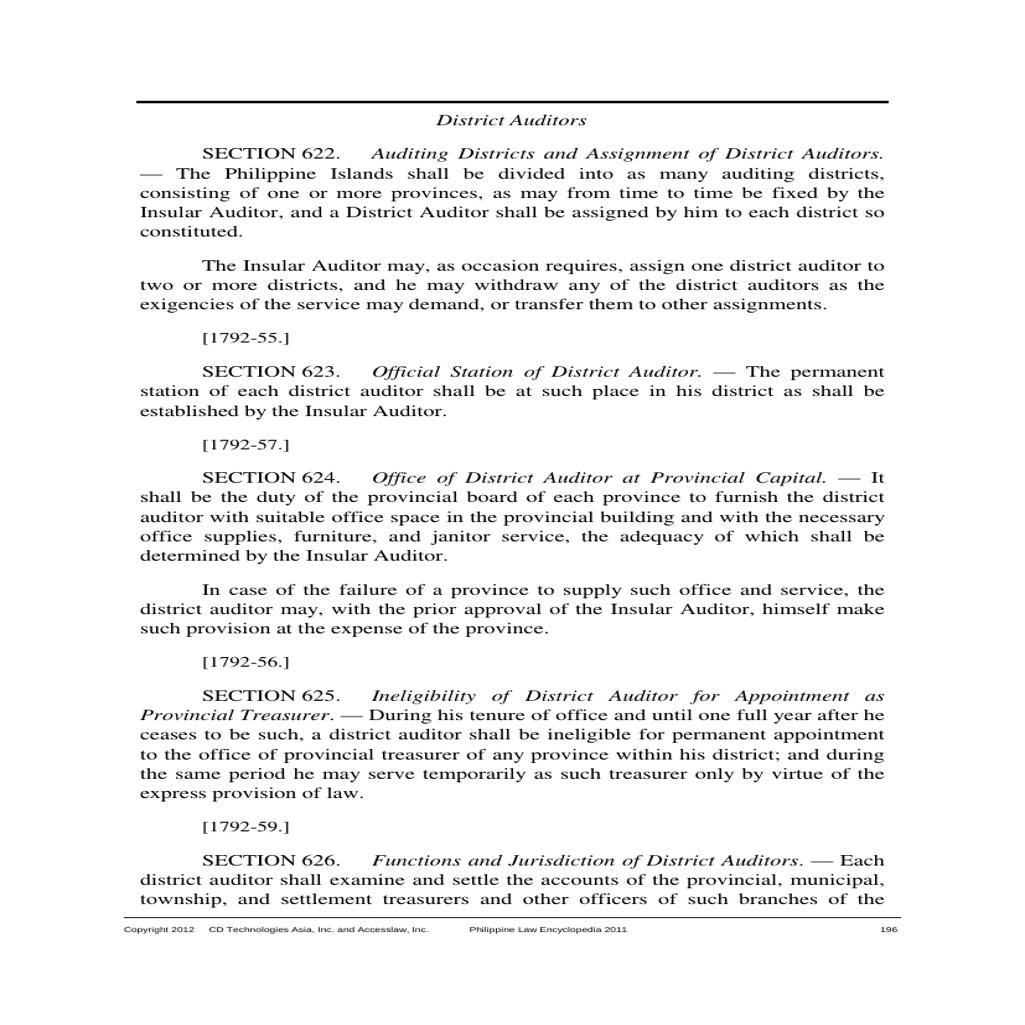 District Auditors
SECTION 622. Auditing Districts and Assignment of District Auditors.
— The Philippine Islands shall be divided into as many auditing districts,
consisting of one or more provinces, as may from time to time be fixed by the
Insular Auditor, and a District Auditor shall be assigned by him to each district so
constituted.
The Insular Auditor may, as occasion requires, assign one district auditor to
two or more districts, and he may withdraw any of the district auditors as the
exigencies of the service may demand, or transfer them to other assignments.
[1792-55.]
SECTION 623. Official Station of District Auditor. — The permanent
station of each district auditor shall be at such place in his district as shall be
established by the Insular Auditor.
[1792-57.]
SECTION 624. Office of District Auditor at Provincial Capital. — It
shall be the duty of the provincial board of each province to furnish the district
auditor with suitable office space in the provincial building and with the necessary
office supplies, furniture, and janitor service, the adequacy of which shall be
determined by the Insular Auditor.
In case of the failure of a province to supply such office and service, the
district auditor may, with the prior approval of the Insular Auditor, himself make
such provision at the expense of the province.
[1792-56.]
SECTION 625. Ineligibility of District Auditor for Appointment as
Provincial Treasurer. — During his tenure of office and until one full year after he
ceases to be such, a district auditor shall be ineligible for permanent appointment
to the office of provincial treasurer of any province within his district; and during
the same period he may serve temporarily as such treasurer only by virtue of the
express provision of law.
[1792-59.]
SECTION 626. Functions and Jurisdiction of District Auditors. — Each
district auditor shall examine and settle the accounts of the provincial, municipal,
township, and settlement treasurers and other officers of such branches of the
Copyright 2012 CD Technologies Asia, Inc. and Accesslaw, Inc. Philippine Law Encyclopedia 2011 196